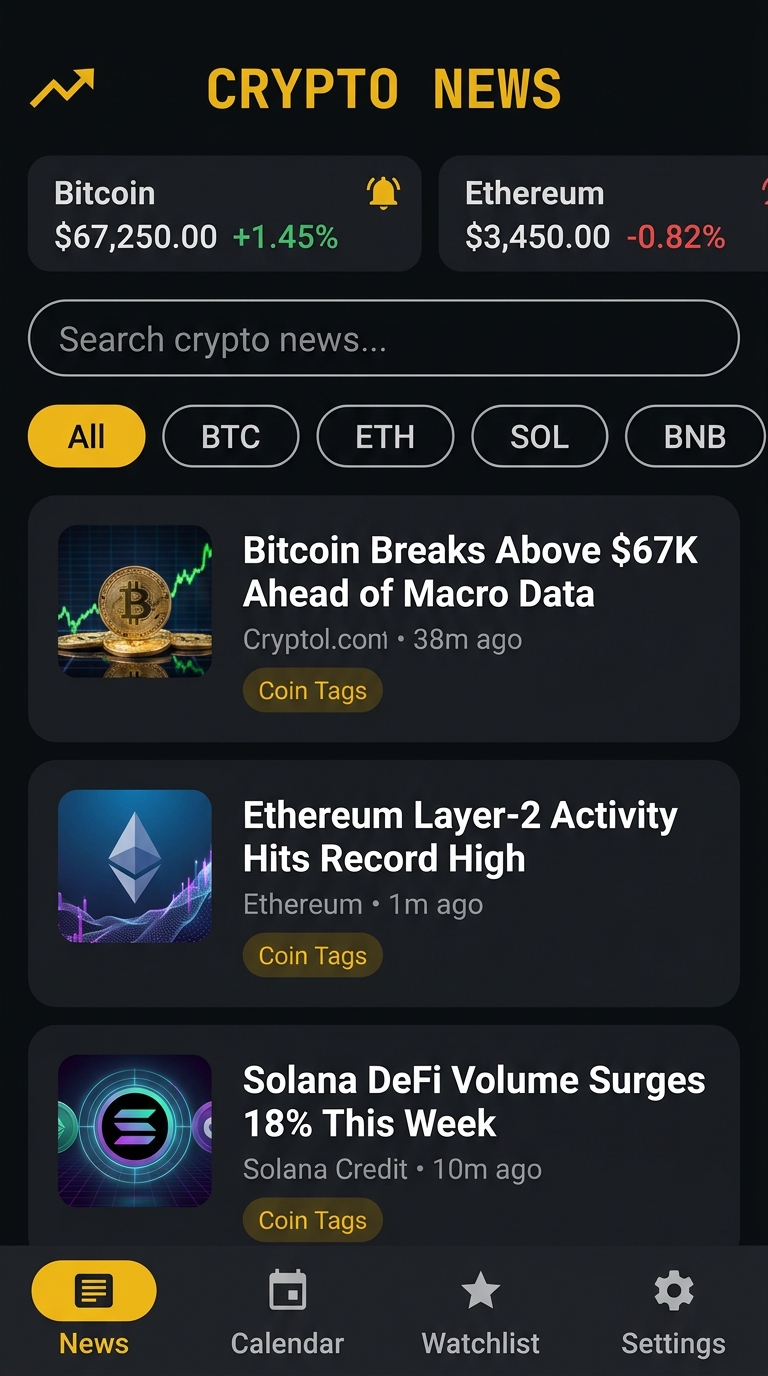 CRYPTO NEWS
Bitcoin
$67,250.00 +1.45%
Ethereum
$3,450.00 -0.82%
Search crypto news...
All
BTC
ETH
SOL
BNB
Bitcoin Breaks Above $67K
Ahead of Macro Data
Cryptol.com • 38m ago
Coin Tags
Ethereum Layer-2 Activity
Hits Record High
Ethereum • 1m ago
Coin Tags
Solana DeFi Volume Surges
18% This Week
Solana Credit • 10m ago
Coin Tags
News
Calendar
Watchlist
Settings